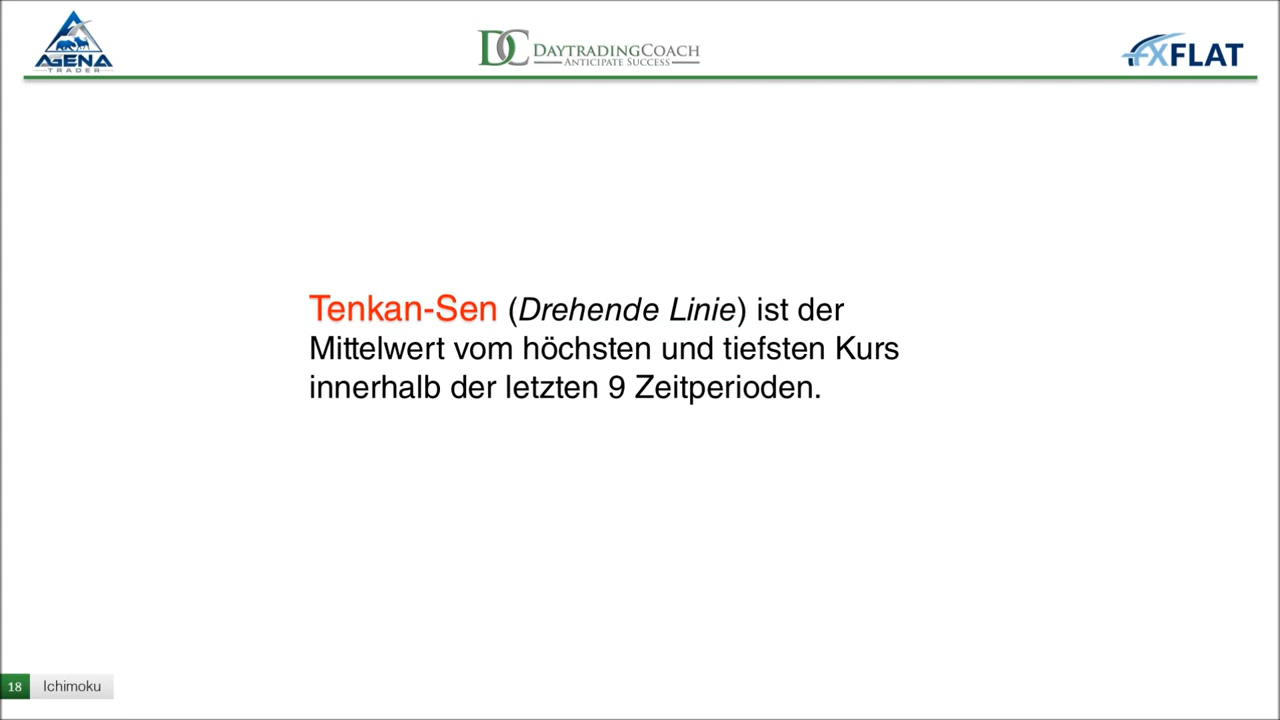 AGENA
TRADER
DC DAYTRADINGCOACH
ANTICIPATE SUCCESS
FXFLAT
Tenkan-Sen (Drehende Linie) ist der
Mittelwert vom höchsten und tiefsten Kurs
innerhalb der letzten 9 Zeitperioden.
18 Ichimoku